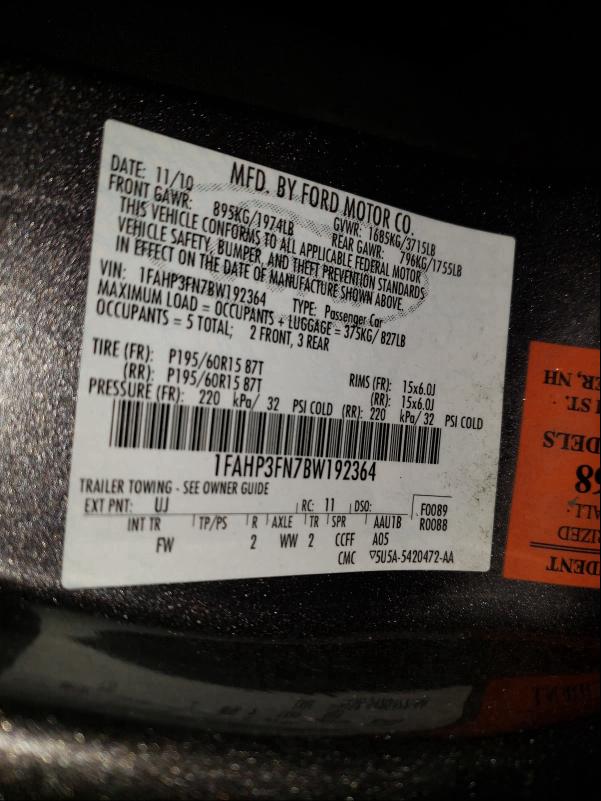 MFD. BY FORD MOTOR CO.
DATE: 11/10 GVWR: 1685KG/3715LB
FRONT GAWR: 895KG/1974LB REAR GAWR: 796KG/1755LB
THIS VEHICLE CONFORMS TO ALL APPLICABLE FEDERAL MOTOR
VEHICLE SAFETY, BUMPER, AND THEFT PREVENTION STANDARDS
IN EFFECT ON THE DATE OF MANUFACTURE SHOWN ABOVE.
VIN: 1FAHP3FN7BW192364 TYPE: Passenger Car
MAXIMUM LOAD = OCCUPANTS + LUGGAGE = 375KG/827LB
OCCUPANTS = 5 TOTAL; 2 FRONT, 3 REAR
TIRE (FR): P195/60R15 87T RIMS (FR): 15x6.0J
(RR): P195/60R15 87T (RR): 15x6.0J
PRESSURE (FR): 220 kPa/ 32 PSI COLD (RR): 220 kPa/ 32 PSI COLD
1FAHP3FN7BW192364
TRAILER TOWING - SEE OWNER GUIDE
EXT PNT: UJ RC: 11 DSO: F0089
INT TR TP/PS R AXLE TR SPR AAU1B R0088
FW 2 WW 2 CCFF A05
CMC ▽5U5A-5420472-AA
DENT
RIZED
ALL:
68
DELS
ST.
ER, NH